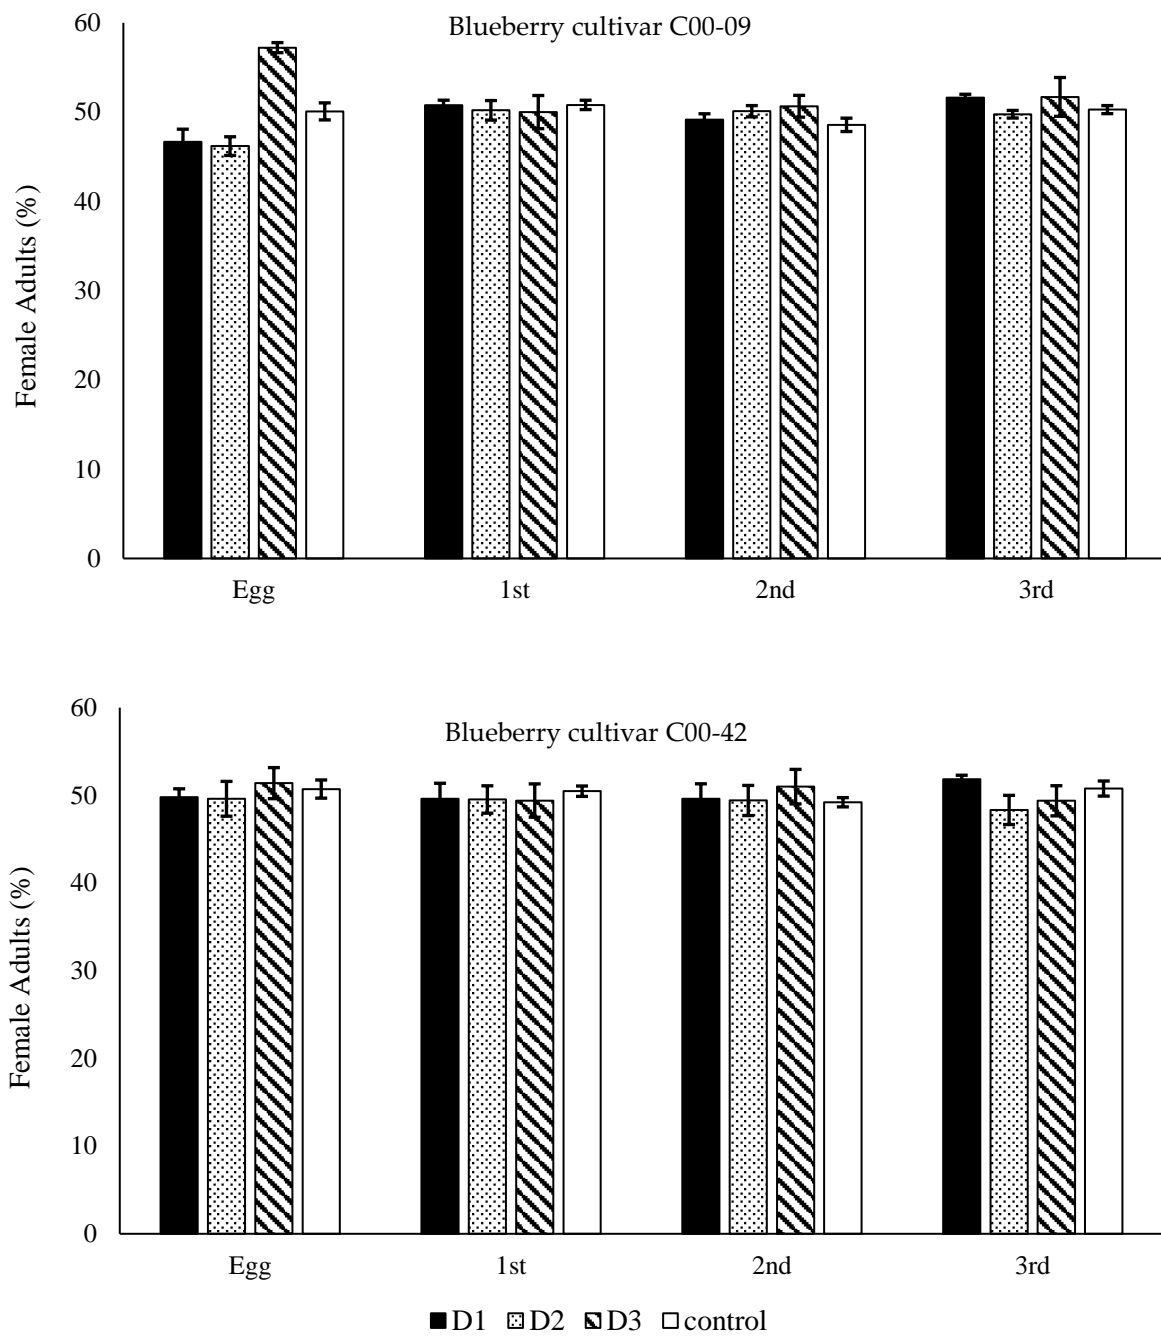 Blueberry cultivar C00-09
Female Adults (%)
60
50
40
30
20
10
0
Egg 1st 2nd 3rd
Blueberry cultivar C00-42
Female Adults (%)
60
50
40
30
20
10
0
Egg 1st 2nd 3rd
D1 D2 D3 control